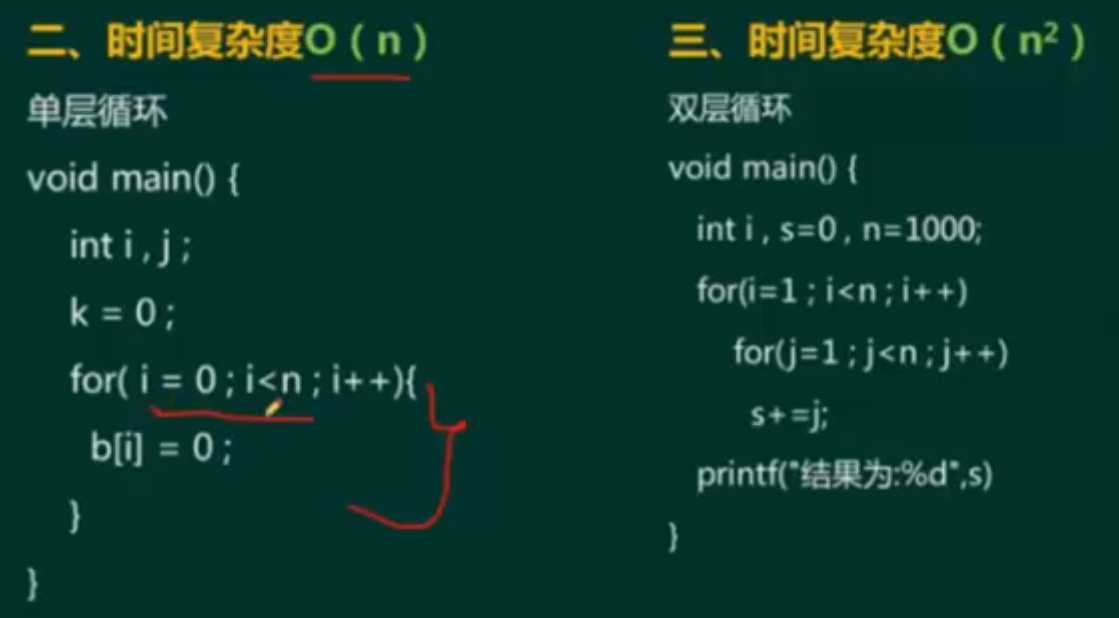 二、时间复杂度O（n）
单层循环
void main() {
int i , j ;
k = 0 ;
for( i = 0 ; i<n ; i++){
b[i] = 0 ;
}
}
三、时间复杂度O（n²）
双层循环
void main() {
int i , s=0 , n=1000;
for(i=1 ; i<n ; i++)
for(j=1 ; j<n ; j++)
s+=j;
printf("结果为:%d",s)
}